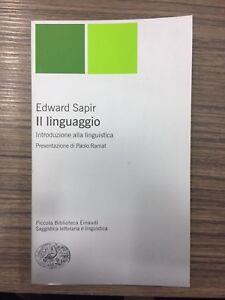 Edward Sapir
Il linguaggio
Introduzione alla linguistica
Presentazione di Paolo Ramat
Piccola Biblioteca Einaudi
Saggistica letteraria e linguistica